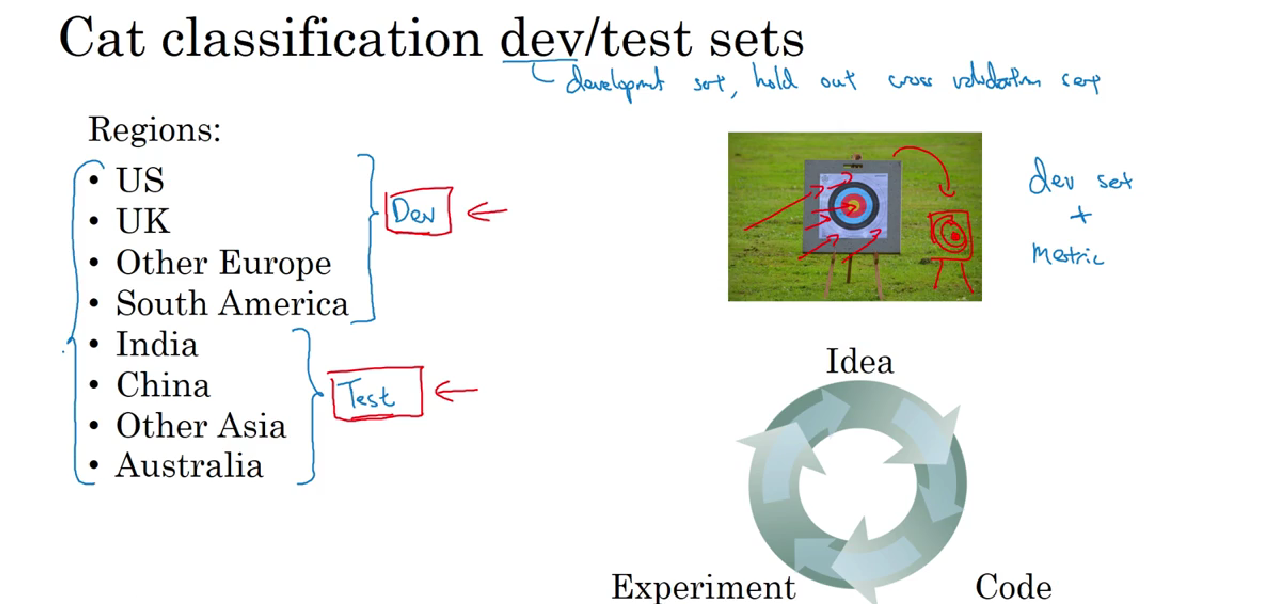 Cat classification dev/test sets
development set, hold out cross validation set
Regions:
• US
• UK
• Other Europe
• South America
• India
• China
• Other Asia
• Australia
Dev
Test
dev set
+
metric
Idea
Code
Experiment